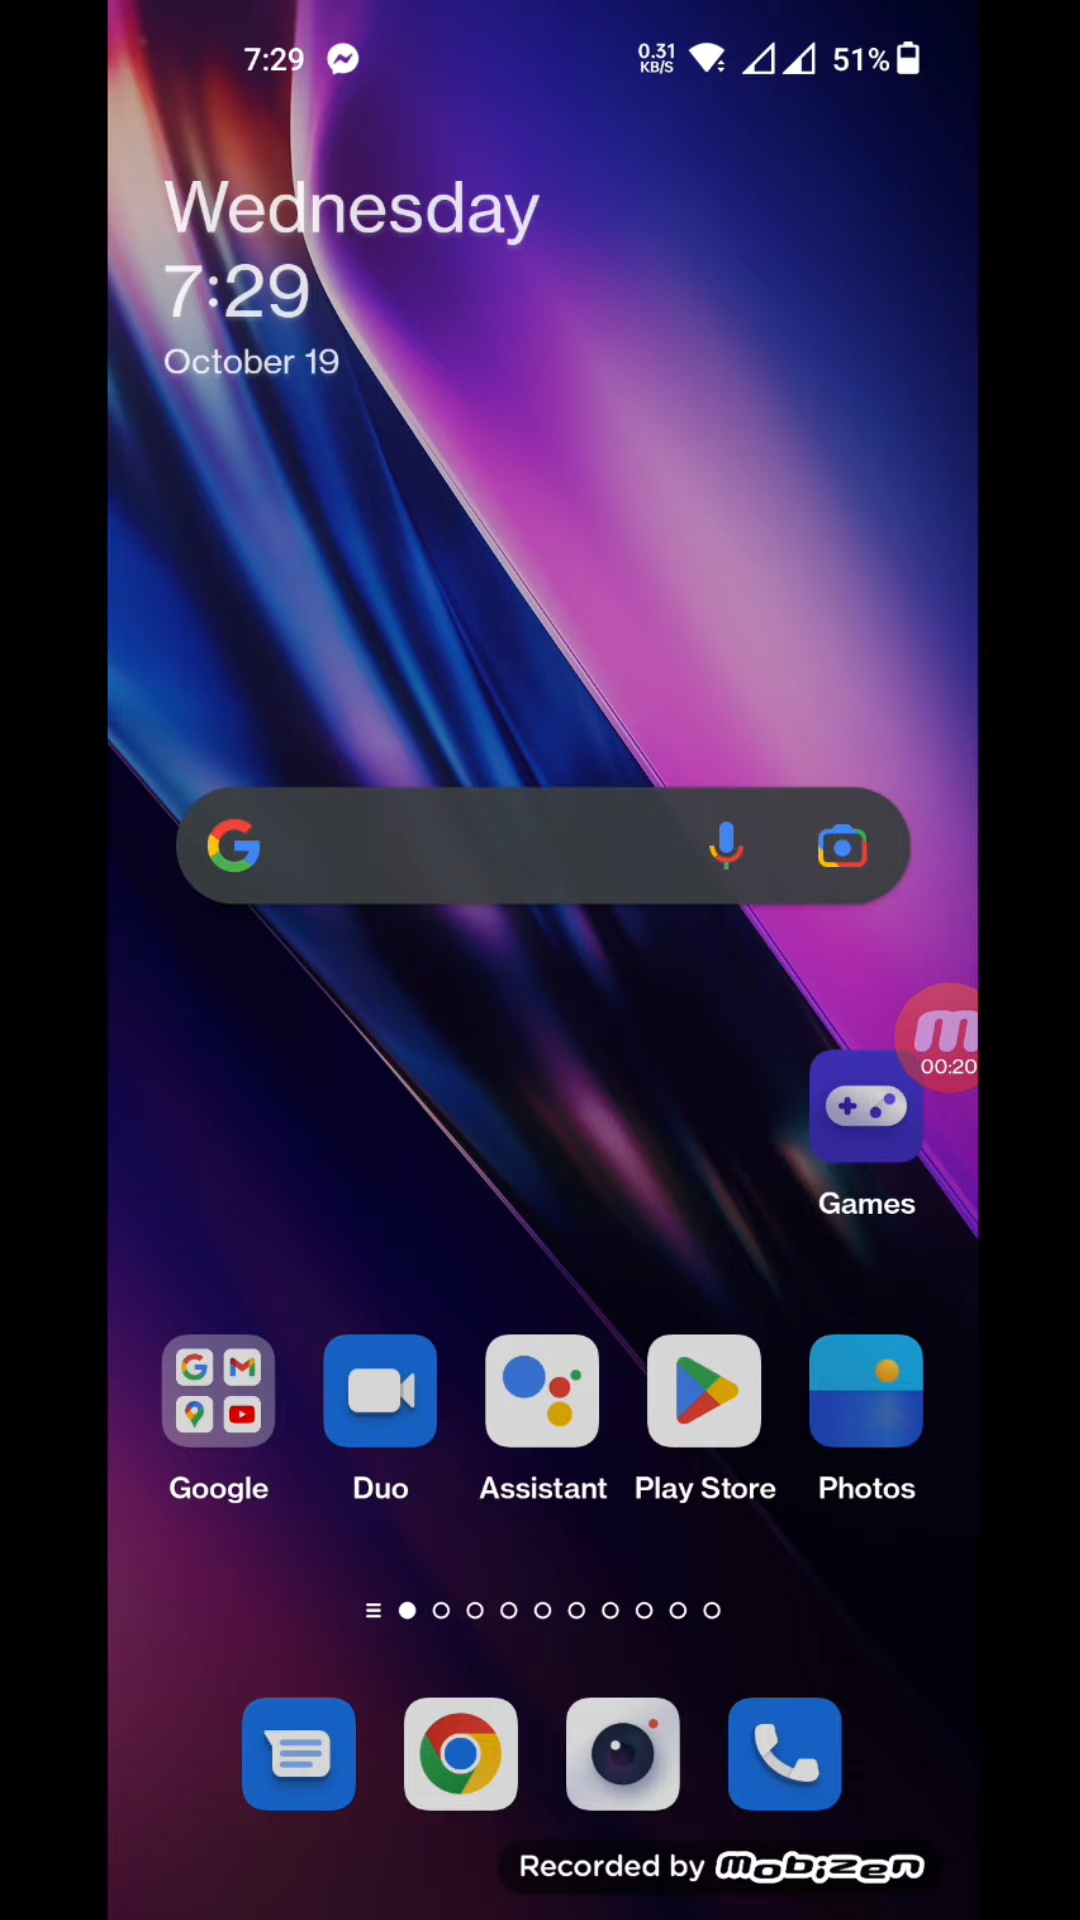 7:29
0.31
KB/S
51%
Wednesday
7:29
October 19
00:20
Games
Google
Duo
Assistant
Play Store
Photos
Recorded by mobizen